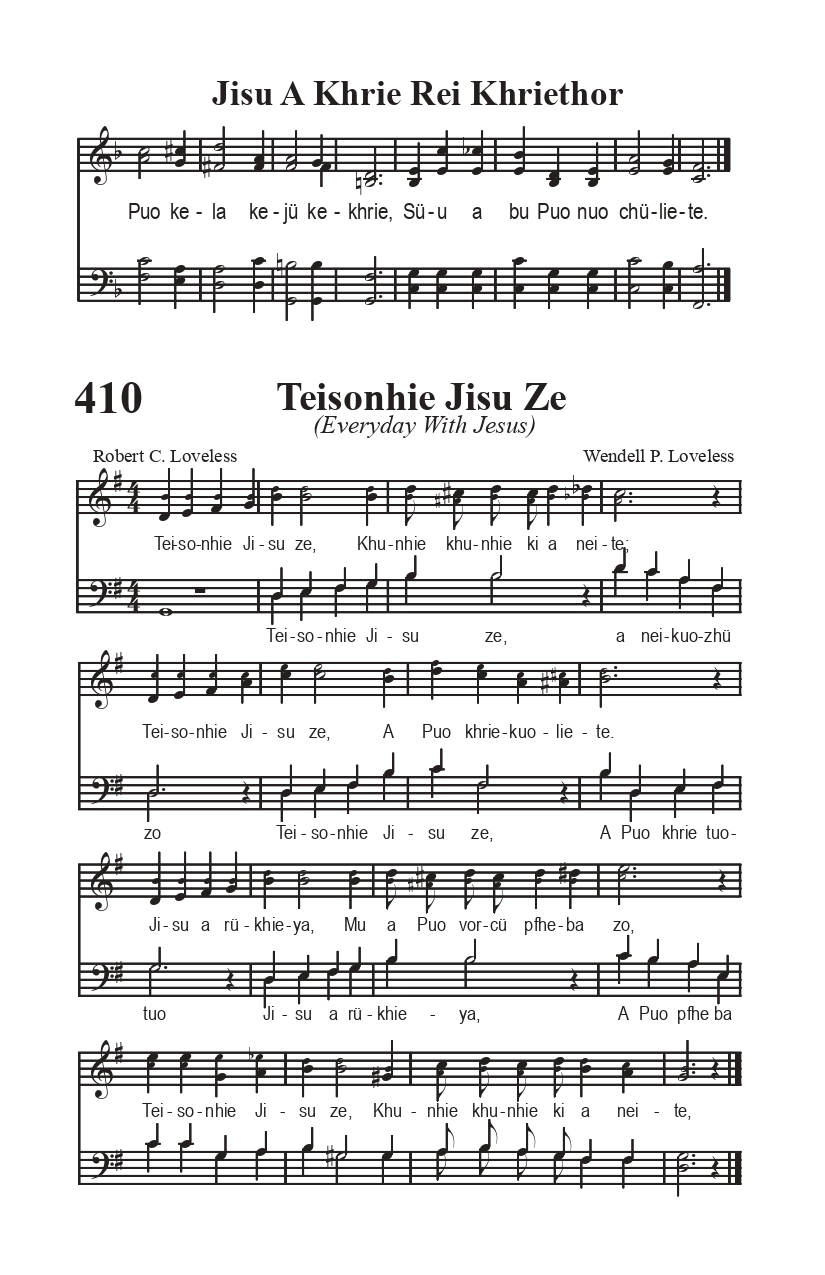 Jisu A Khrie Rei Khriethor
Puo ke - la ke - jü ke - khrie, Sü - u a bu Puo nuo chü - lie - te.
410 Teisonhie Jisu Ze
(Everyday With Jesus)
Robert C. Loveless Wendell P. Loveless
4 4
Tei-so-nhie Ji - su ze, Khu-nhie khu-nhie ki a nei - te;
4 4
Tei - so - nhie Ji - su ze, a nei-kuo-zhü
Tei - so - nhie Ji - su ze, A Puo khrie-kuo - lie - te.
zo Tei - so-nhie Ji - su ze, A Puo khrie tuo-
Ji - su a rü - khie-ya, Mu a Puo vor-cü pfhe-ba zo,
tuo Ji - su a rü - khie - ya, A Puo pfhe ba
Tei - so-nhie Ji - su ze, Khu - nhie khu-nhie ki a nei - te,